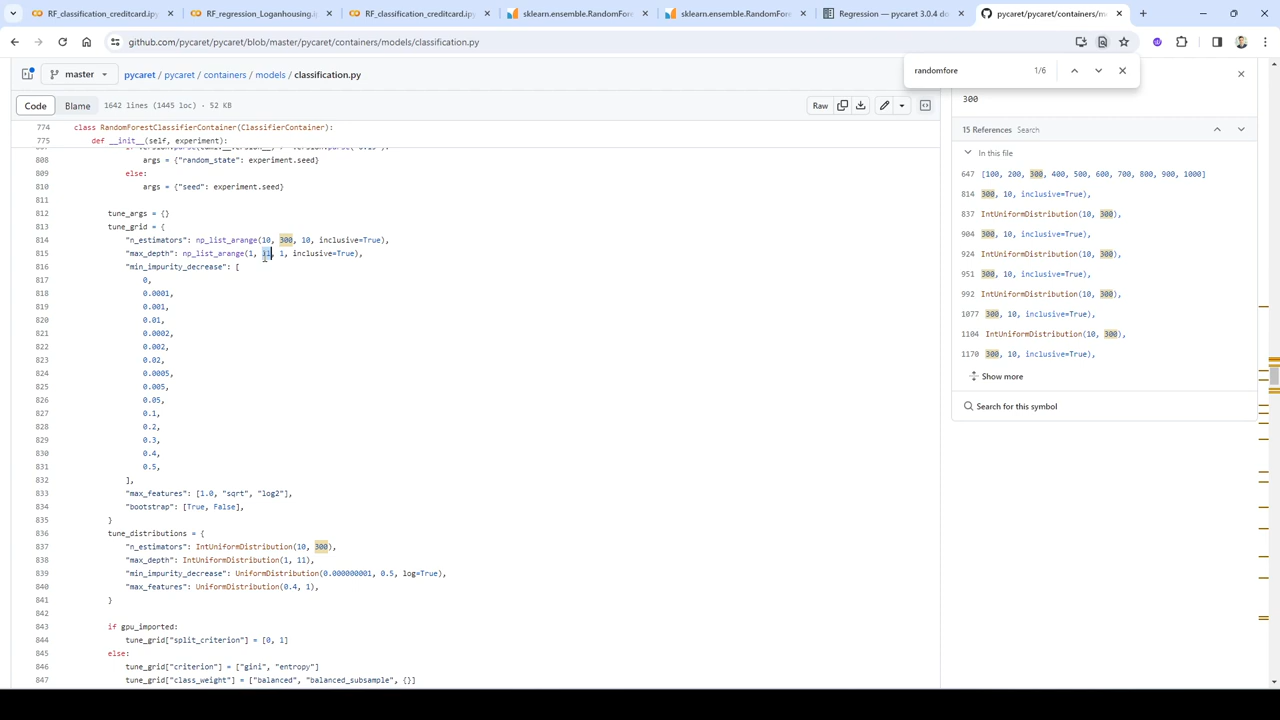 RF_classification_creditcard.ipy
RF_regression_Loganhousing.i
RF_classification_creditcard.ipy
sklearn.ensemble.RandomFore
sklearn.ensemble.RandomFore
Regression — pycaret 3.0.4 do
pycaret/pycaret/containers/m
github.com/pycaret/pycaret/blob/master/pycaret/containers/models/classification.py
randomfore
1/6
master
pycaret / pycaret / containers / models / classification.py
Code
Blame
1642 lines (1445 loc) · 52 KB
Raw
774 class RandomForestClassifierContainer(ClassifierContainer):
775 def __init__(self, experiment):
808 args = {"random_state": experiment.seed}
809 else:
810 args = {"seed": experiment.seed}
811
812 tune_args = {}
813 tune_grid = {
814 "n_estimators": np_list_arange(10, 300, 10, inclusive=True),
815 "max_depth": np_list_arange(1, 11, 1, inclusive=True),
816 "min_impurity_decrease": [
817 0,
818 0.0001,
819 0.001,
820 0.01,
821 0.0002,
822 0.002,
823 0.02,
824 0.0005,
825 0.005,
826 0.05,
827 0.1,
828 0.2,
829 0.3,
830 0.4,
831 0.5,
832 ],
833 "max_features": [1.0, "sqrt", "log2"],
834 "bootstrap": [True, False],
835 }
836 tune_distributions = {
837 "n_estimators": IntUniformDistribution(10, 300),
838 "max_depth": IntUniformDistribution(1, 11),
839 "min_impurity_decrease": UniformDistribution(0.000000001, 0.5, log=True),
840 "max_features": UniformDistribution(0.4, 1),
841 }
842
843 if gpu_imported:
844 tune_grid["split_criterion"] = [0, 1]
845 else:
846 tune_grid["criterion"] = ["gini", "entropy"]
847 tune_grid["class_weight"] = ["balanced", "balanced_subsample", {}]
300
15 References Search
In this file
647 [100, 200, 300, 400, 500, 600, 700, 800, 900, 1000]
814 300, 10, inclusive=True),
837 IntUniformDistribution(10, 300),
864 300, 10, inclusive=True),
924 IntUniformDistribution(10, 300),
951 300, 10, inclusive=True),
992 IntUniformDistribution(10, 300),
1077 300, 10, inclusive=True),
1104 IntUniformDistribution(10, 300),
1170 300, 10, inclusive=True),
Show more
Search for this symbol